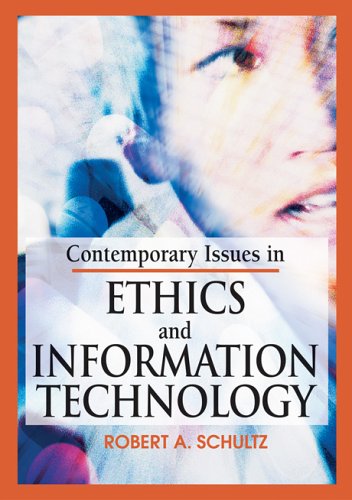 Contemporary Issues in
ETHICS
and
INFORMATION
TECHNOLOGY
ROBERT A. SCHULTZ